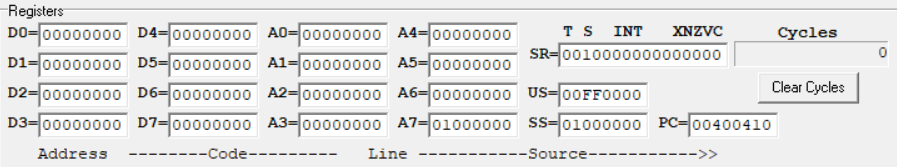 Registers
D0=00000000 D4=00000000 A0=00000000 A4=00000000 T S INT XNZVC Cycles
D1=00000000 D5=00000000 A1=00000000 A5=00000000 SR=0010000000000000 0
D2=00000000 D6=00000000 A2=00000000 A6=00000000 US=00FF0000 Clear Cycles
D3=00000000 D7=00000000 A3=00000000 A7=01000000 SS=01000000 PC=00400410
Address --------Code--------- Line -----------Source----------->>